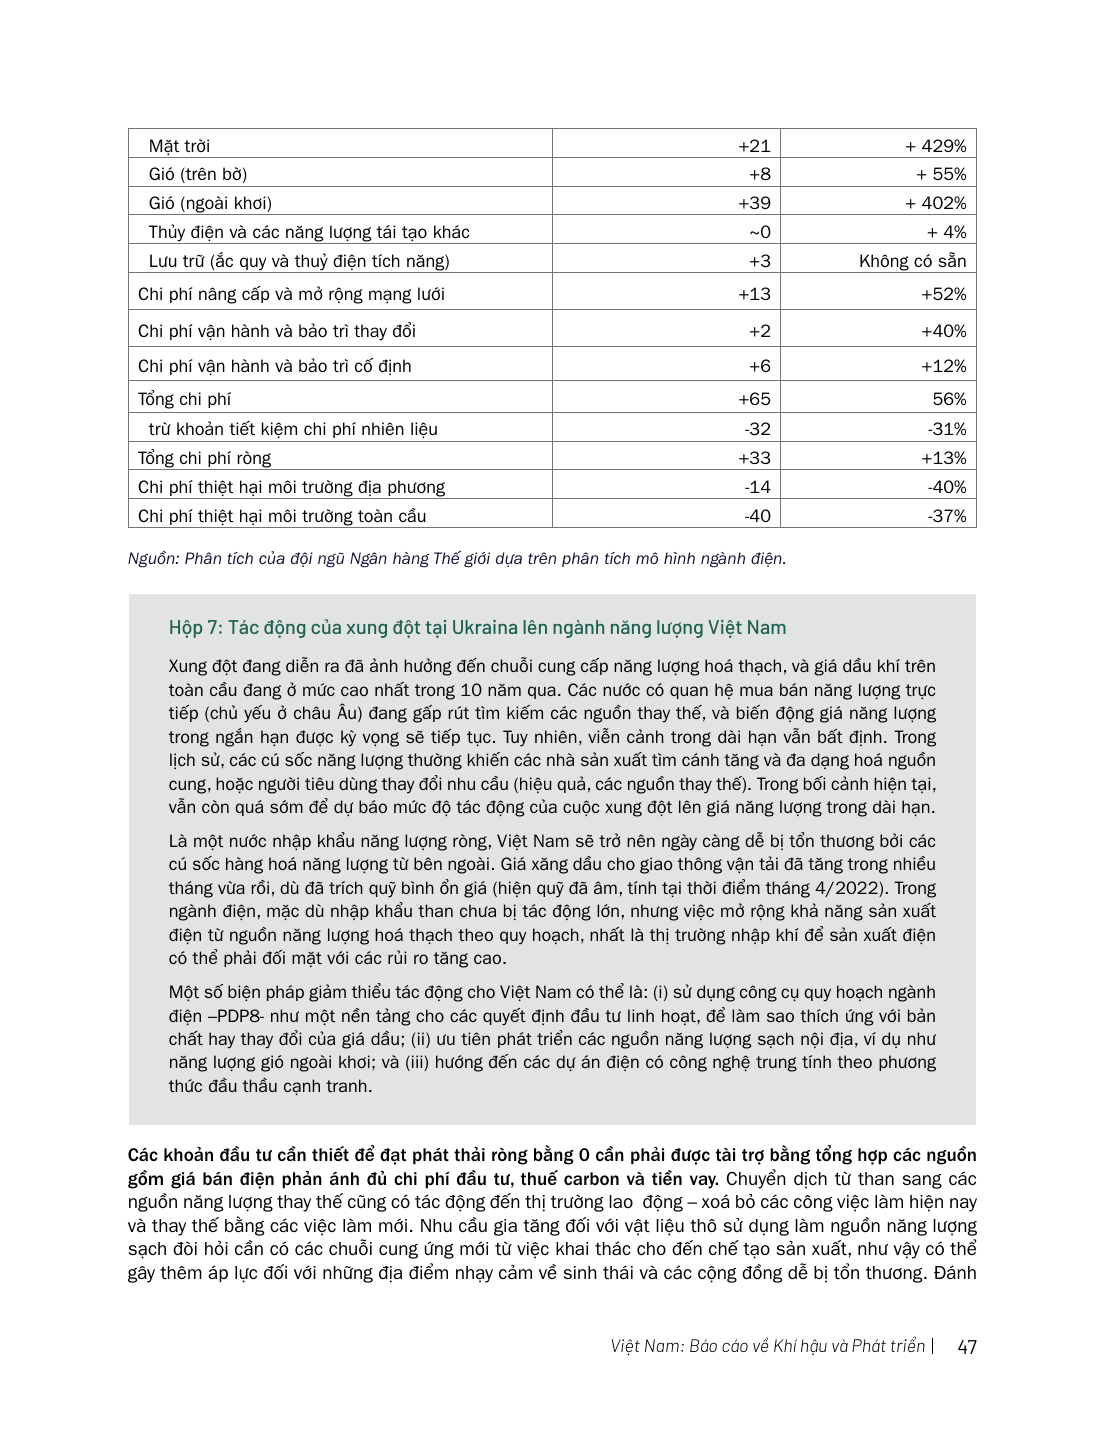 Mặt trời +21 + 429%
Gió (trên bờ) +8 + 55%
Gió (ngoài khơi) +39 + 402%
Thủy điện và các năng lượng tái tạo khác ~0 + 4%
Lưu trữ (ắc quy và thuỷ điện tích năng) +3 Không có sẵn
Chi phí nâng cấp và mở rộng mạng lưới +13 +52%
Chi phí vận hành và bảo trì thay đổi +2 +40%
Chi phí vận hành và bảo trì cố định +6 +12%
Tổng chi phí +65 56%
trừ khoản tiết kiệm chi phí nhiên liệu -32 -31%
Tổng chi phí ròng +33 +13%
Chi phí thiệt hại môi trường địa phương -14 -40%
Chi phí thiệt hại môi trường toàn cầu -40 -37%
Nguồn: Phân tích của đội ngũ Ngân hàng Thế giới dựa trên phân tích mô hình ngành điện.
Hộp 7: Tác động của xung đột tại Ukraina lên ngành năng lượng Việt Nam
Xung đột đang diễn ra đã ảnh hưởng đến chuỗi cung cấp năng lượng hoá thạch, và giá dầu khí trên
toàn cầu đang ở mức cao nhất trong 10 năm qua. Các nước có quan hệ mua bán năng lượng trực
tiếp (chủ yếu ở châu Âu) đang gấp rút tìm kiếm các nguồn thay thế, và biến động giá năng lượng
trong ngắn hạn được kỳ vọng sẽ tiếp tục. Tuy nhiên, viễn cảnh trong dài hạn vẫn bất định. Trong
lịch sử, các cú sốc năng lượng thường khiến các nhà sản xuất tìm cánh tăng và đa dạng hoá nguồn
cung, hoặc người tiêu dùng thay đổi nhu cầu (hiệu quả, các nguồn thay thế). Trong bối cảnh hiện tại,
vẫn còn quá sớm để dự báo mức độ tác động của cuộc xung đột lên giá năng lượng trong dài hạn.
Là một nước nhập khẩu năng lượng ròng, Việt Nam sẽ trở nên ngày càng dễ bị tổn thương bởi các
cú sốc hàng hoá năng lượng từ bên ngoài. Giá xăng dầu cho giao thông vận tải đã tăng trong nhiều
tháng vừa rồi, dù đã trích quỹ bình ổn giá (hiện quỹ đã âm, tính tại thời điểm tháng 4/2022). Trong
ngành điện, mặc dù nhập khẩu than chưa bị tác động lớn, nhưng việc mở rộng khả năng sản xuất
điện từ nguồn năng lượng hoá thạch theo quy hoạch, nhất là thị trường nhập khí để sản xuất điện
có thể phải đối mặt với các rủi ro tăng cao.
Một số biện pháp giảm thiểu tác động cho Việt Nam có thể là: (i) sử dụng công cụ quy hoạch ngành
điện –PDP8- như một nền tảng cho các quyết định đầu tư linh hoạt, để làm sao thích ứng với bản
chất hay thay đổi của giá dầu; (ii) ưu tiên phát triển các nguồn năng lượng sạch nội địa, ví dụ như
năng lượng gió ngoài khơi; và (iii) hướng đến các dự án điện có công nghệ trung tính theo phương
thức đầu thầu cạnh tranh.
Các khoản đầu tư cần thiết để đạt phát thải ròng bằng 0 cần phải được tài trợ bằng tổng hợp các nguồn
gồm giá bán điện phản ánh đủ chi phí đầu tư, thuế carbon và tiền vay. Chuyển dịch từ than sang các
nguồn năng lượng thay thế cũng có tác động đến thị trường lao động – xoá bỏ các công việc làm hiện nay
và thay thế bằng các việc làm mới. Nhu cầu gia tăng đối với vật liệu thô sử dụng làm nguồn năng lượng
sạch đòi hỏi cần có các chuỗi cung ứng mới từ việc khai thác cho đến chế tạo sản xuất, như vậy có thể
gây thêm áp lực đối với những địa điểm nhạy cảm về sinh thái và các cộng đồng dễ bị tổn thương. Đánh
Việt Nam: Báo cáo về Khí hậu và Phát triển | 47